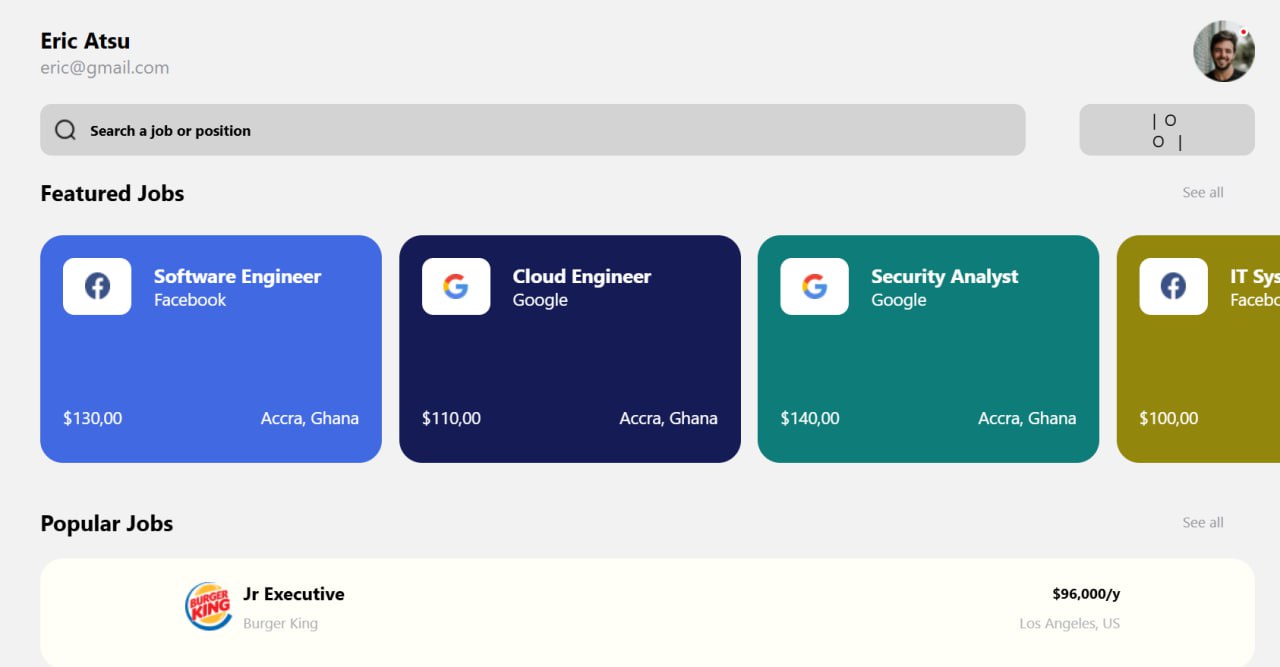 Eric Atsu
eric@gmail.com
Search a job or position
| O
O |
Featured Jobs
See all
Software Engineer
Facebook
$130,00
Accra, Ghana
Cloud Engineer
Google
$110,00
Accra, Ghana
Security Analyst
Google
$140,00
Accra, Ghana
IT Sys
Facebo
$100,00
Popular Jobs
See all
BURGER
KING
Jr Executive
Burger King
$96,000/y
Los Angeles, US